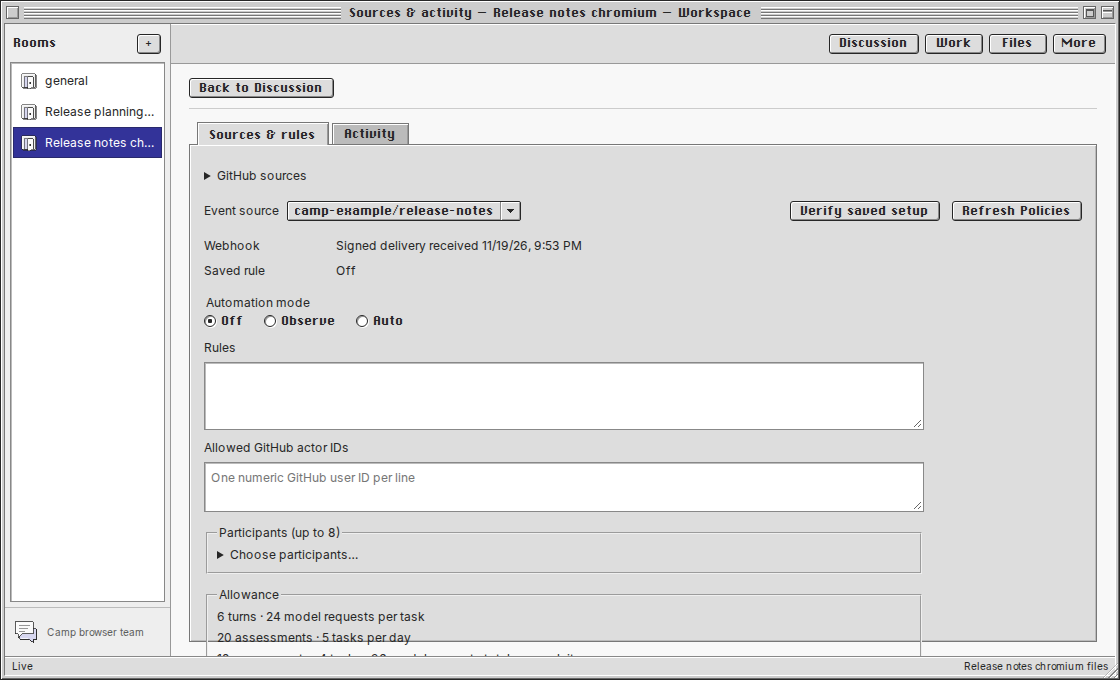 Sources & activity — Release notes chromium — Workspace
Rooms
+
Discussion
Work
Files
More
general
Release planning...
Release notes ch...
Back to Discussion
Sources & rules
Activity
GitHub sources
Event source
camp-example/release-notes
Verify saved setup
Refresh Policies
Webhook
Signed delivery received 11/19/26, 9:53 PM
Saved rule
Off
Automation mode
Off
Observe
Auto
Rules
Allowed GitHub actor IDs
One numeric GitHub user ID per line
Participants (up to 8)
Choose participants...
Allowance
6 turns · 24 model requests per task
20 assessments · 5 tasks per day
Camp browser team
Live
Release notes chromium files